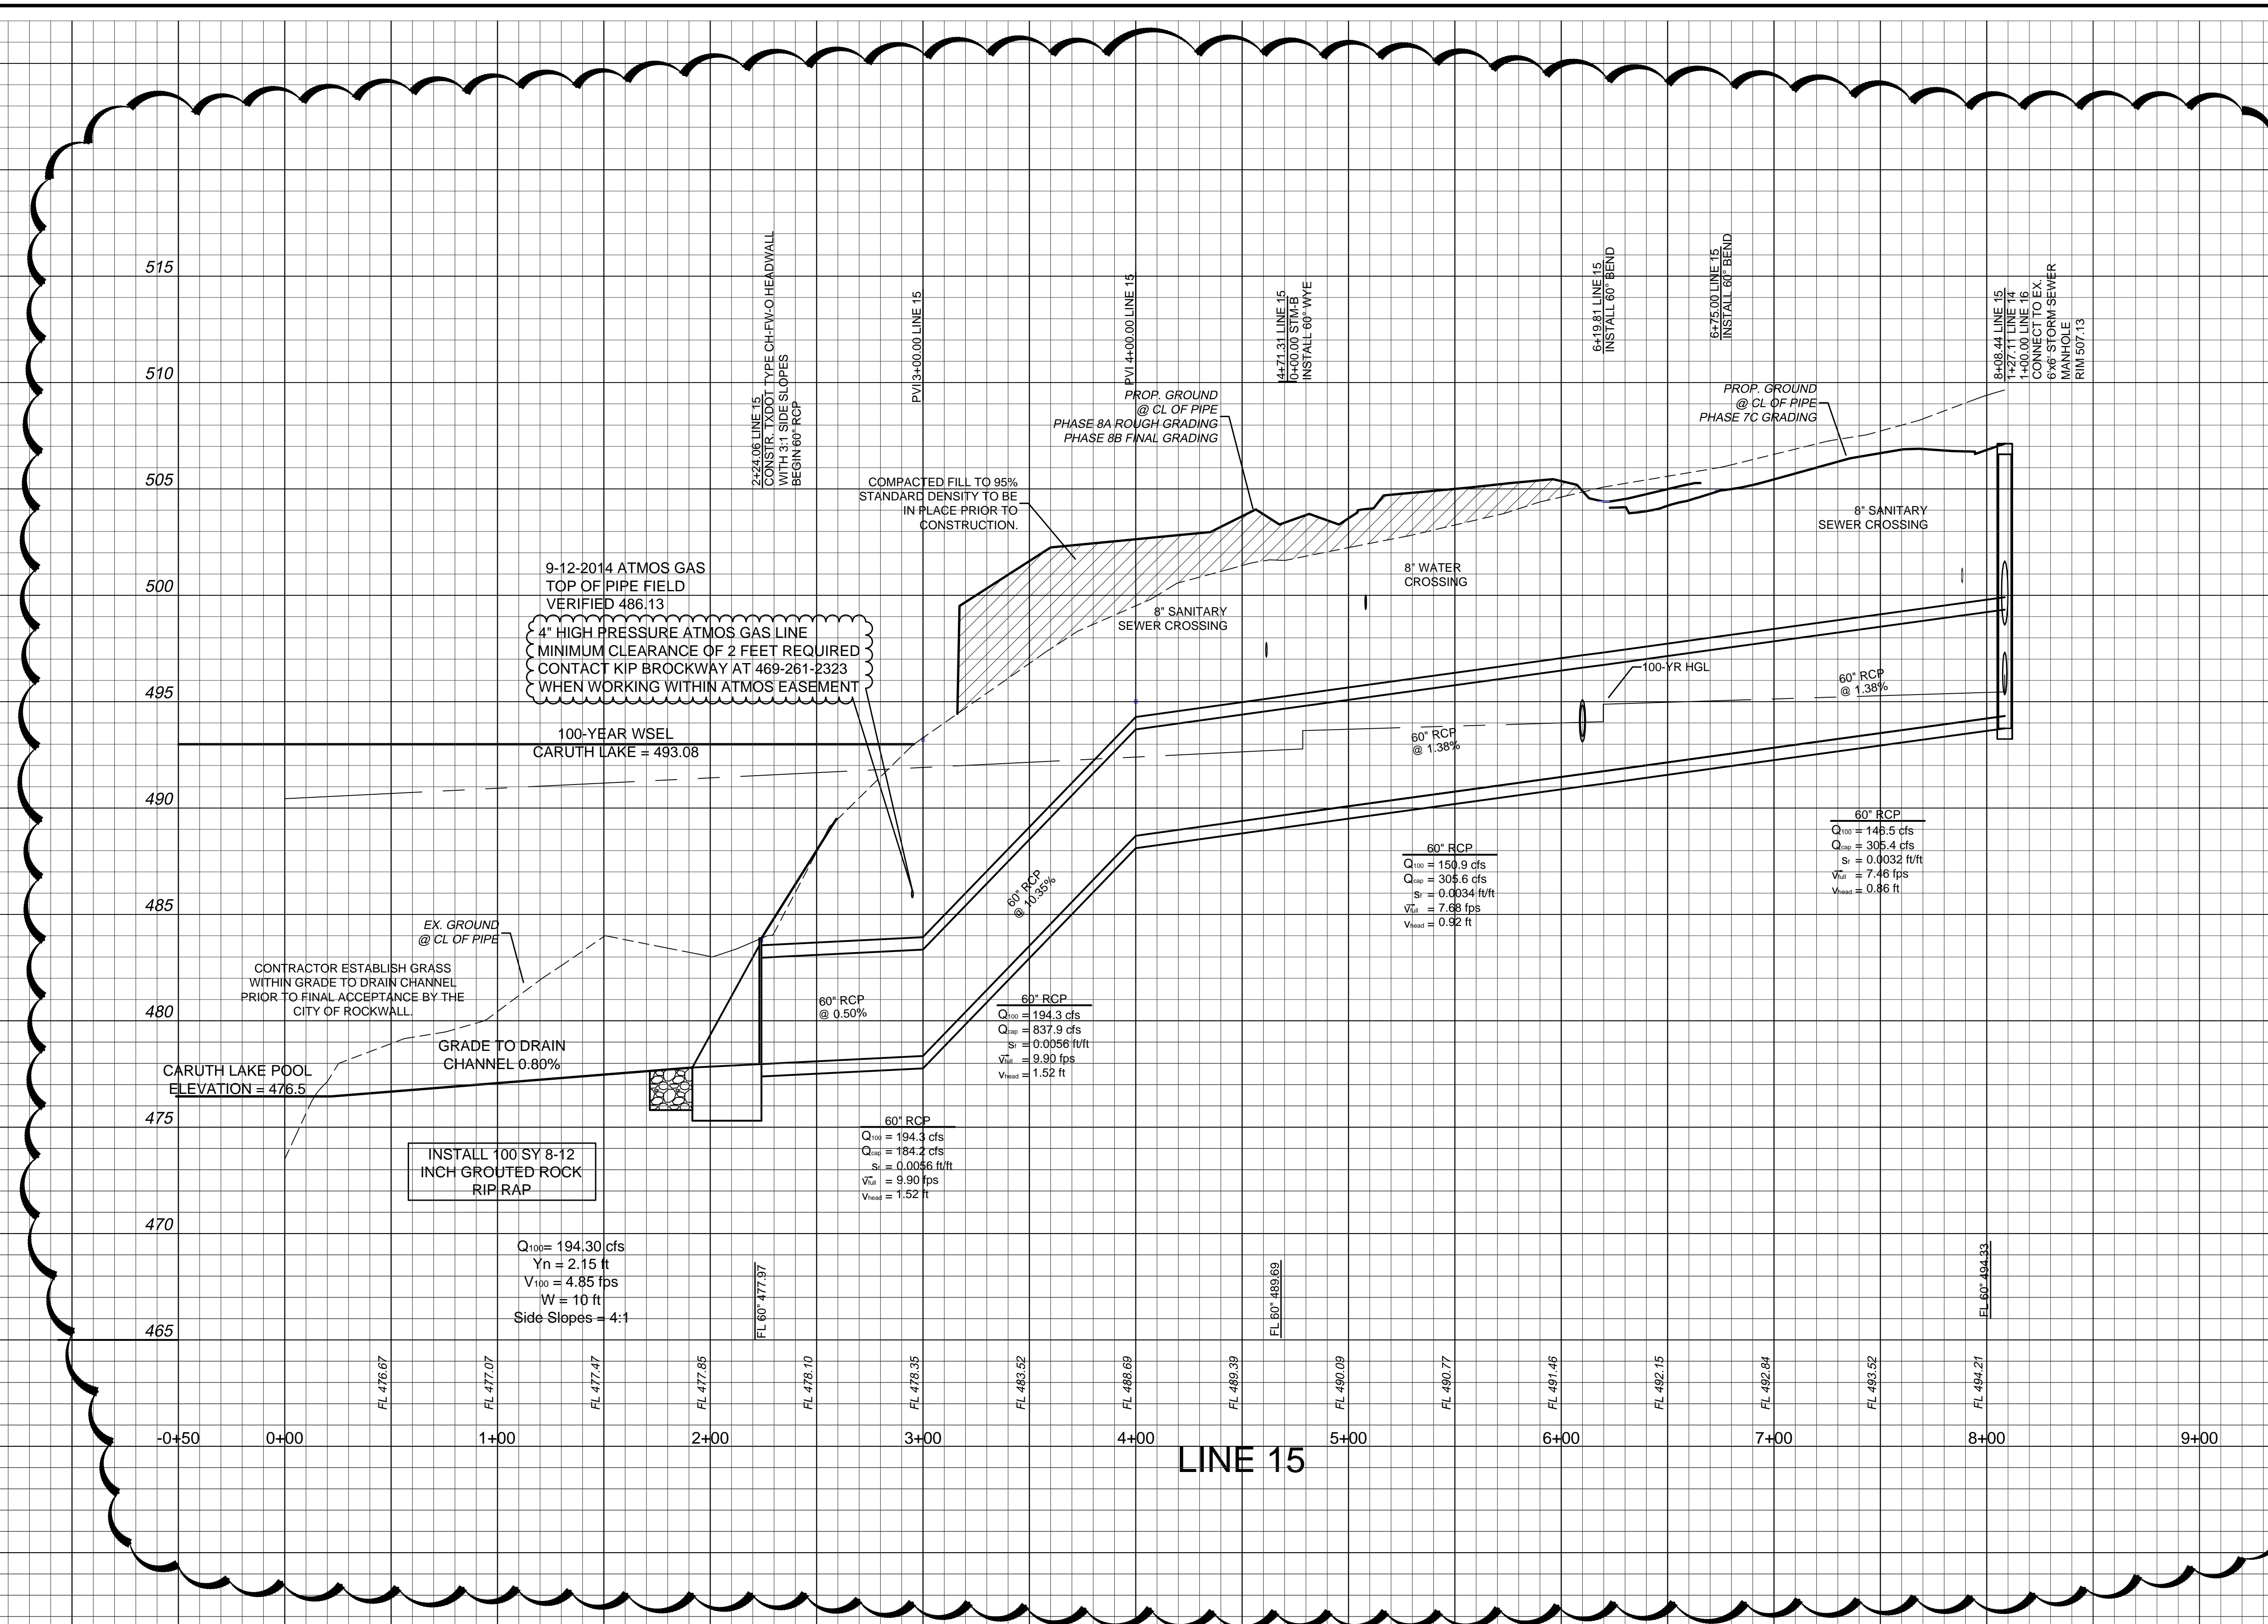 515
510
505
500
495
490
485
480
475
470
465
2+24.06 LINE 15
CONSTR. TXDOT TYPE CH-FW-O HEADWALL
WITH 3:1 SIDE SLOPES
BEGIN 60" RCP
PVI 3+00.00 LINE 15
PVI 4+00.00 LINE 15
4+71.31 LINE 15
0+00.00 STM-B
INSTALL 60° WYE
6+19.81 LINE 15
INSTALL 60° BEND
6+75.00 LINE 15
INSTALL 60° BEND
8+08.44 LINE 15
1+27.11 LINE 14
1+00.00 LINE 16
CONNECT TO EX.
6'x6' STORM SEWER
MANHOLE
RIM 507.13
PROP. GROUND
@ CL OF PIPE
PHASE 8A ROUGH GRADING
PHASE 8B FINAL GRADING
PROP. GROUND
@ CL OF PIPE
PHASE 7C GRADING
COMPACTED FILL TO 95%
STANDARD DENSITY TO BE
IN PLACE PRIOR TO
CONSTRUCTION.
8" SANITARY
SEWER CROSSING
8" WATER
CROSSING
8" SANITARY
SEWER CROSSING
9-12-2014 ATMOS GAS
TOP OF PIPE FIELD
VERIFIED 486.13
4" HIGH PRESSURE ATMOS GAS LINE
MINIMUM CLEARANCE OF 2 FEET REQUIRED
CONTACT KIP BROCKWAY AT 469-261-2323
WHEN WORKING WITHIN ATMOS EASEMENT
100-YEAR WSEL
CARUTH LAKE = 493.08
100-YR HGL
60" RCP
@ 1.38%
60" RCP
@ 1.38%
60" RCP
@ 10.35%
60" RCP
@ 0.50%
EX. GROUND
@ CL OF PIPE
CONTRACTOR ESTABLISH GRASS
WITHIN GRADE TO DRAIN CHANNEL
PRIOR TO FINAL ACCEPTANCE BY THE
CITY OF ROCKWALL.
GRADE TO DRAIN
CHANNEL 0.80%
CARUTH LAKE POOL
ELEVATION = 476.5
INSTALL 100 SY 8-12
INCH GROUTED ROCK
RIP RAP
60" RCP
Q100 = 146.5 cfs
Qcap = 305.4 cfs
Sf = 0.0032 ft/ft
Vfull = 7.46 fps
Vhead = 0.86 ft
60" RCP
Q100 = 150.9 cfs
Qcap = 305.6 cfs
Sf = 0.0034 ft/ft
Vfull = 7.68 fps
Vhead = 0.92 ft
60" RCP
Q100 = 194.3 cfs
Qcap = 837.9 cfs
Sf = 0.0056 ft/ft
Vfull = 9.90 fps
Vhead = 1.52 ft
60" RCP
Q100 = 194.3 cfs
Qcap = 184.2 cfs
Sf = 0.0056 ft/ft
Vfull = 9.90 fps
Vhead = 1.52 ft
Q100= 194.30 cfs
Yn = 2.15 ft
V100 = 4.85 fps
W = 10 ft
Side Slopes = 4:1
FL 60" 477.97
FL 60" 489.69
FL 60" 494.33
FL 476.67
FL 477.07
FL 477.47
FL 477.85
FL 478.10
FL 478.35
FL 483.52
FL 488.69
FL 489.39
FL 490.09
FL 490.77
FL 491.46
FL 492.15
FL 492.84
FL 493.52
FL 494.21
-0+50 0+00 1+00 2+00 3+00 4+00 5+00 6+00 7+00 8+00 9+00
LINE 15